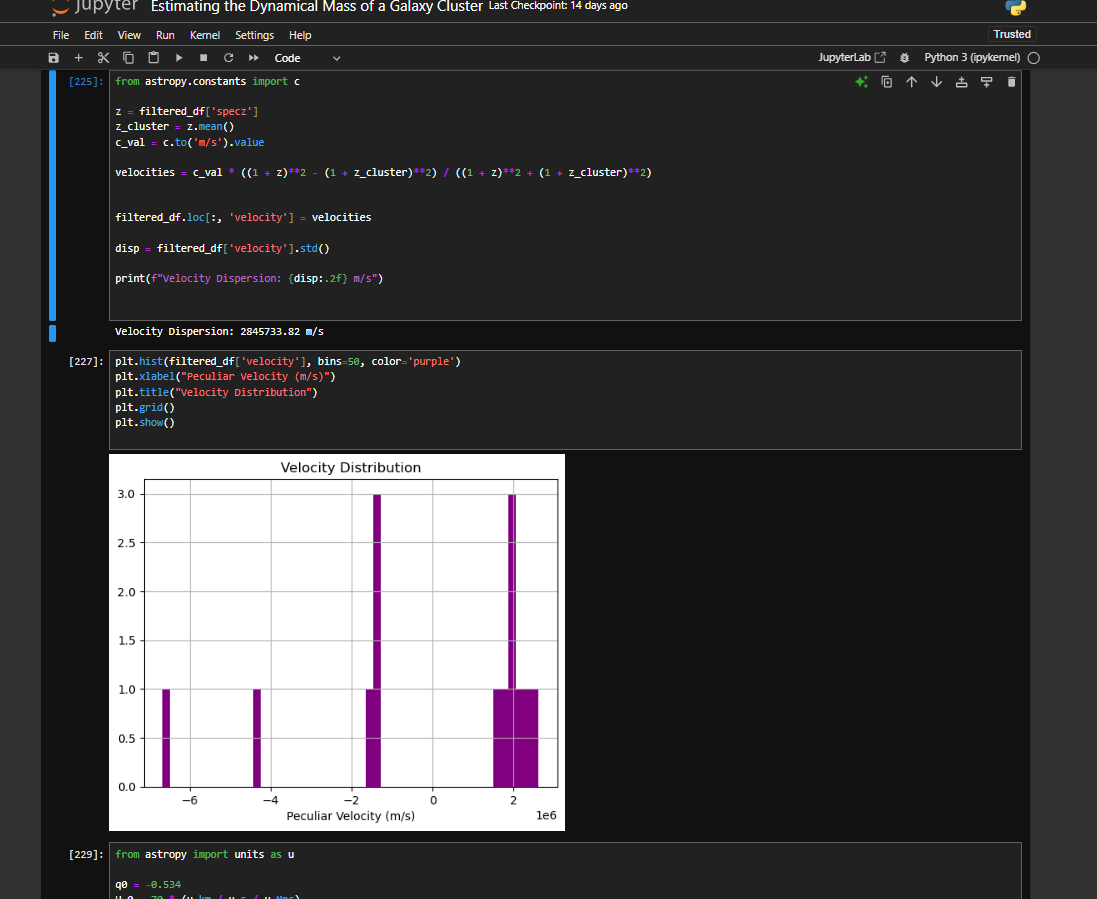 jupyter Estimating the Dynamical Mass of a Galaxy Cluster Last Checkpoint: 14 days ago
File Edit View Run Kernel Settings Help
Trusted
Code
JupyterLab
Python 3 (ipykernel)
[225]:
from astropy.constants import c
z = filtered_df['specz']
z_cluster = z.mean()
c_val = c.to('m/s').value
velocities = c_val * ((1 + z)**2 - (1 + z_cluster)**2) / ((1 + z)**2 + (1 + z_cluster)**2)
filtered_df.loc[:, 'velocity'] = velocities
disp = filtered_df['velocity'].std()
print(f"Velocity Dispersion: {disp:.2f} m/s")
Velocity Dispersion: 2845733.82 m/s
[227]:
plt.hist(filtered_df['velocity'], bins=50, color='purple')
plt.xlabel("Peculiar Velocity (m/s)")
plt.title("Velocity Distribution")
plt.grid()
plt.show()
Velocity Distribution
3.0
2.5
2.0
1.5
1.0
0.5
0.0
−6 −4 −2 0 2
1e6
Peculiar Velocity (m/s)
[229]:
from astropy import units as u
q0 = -0.534